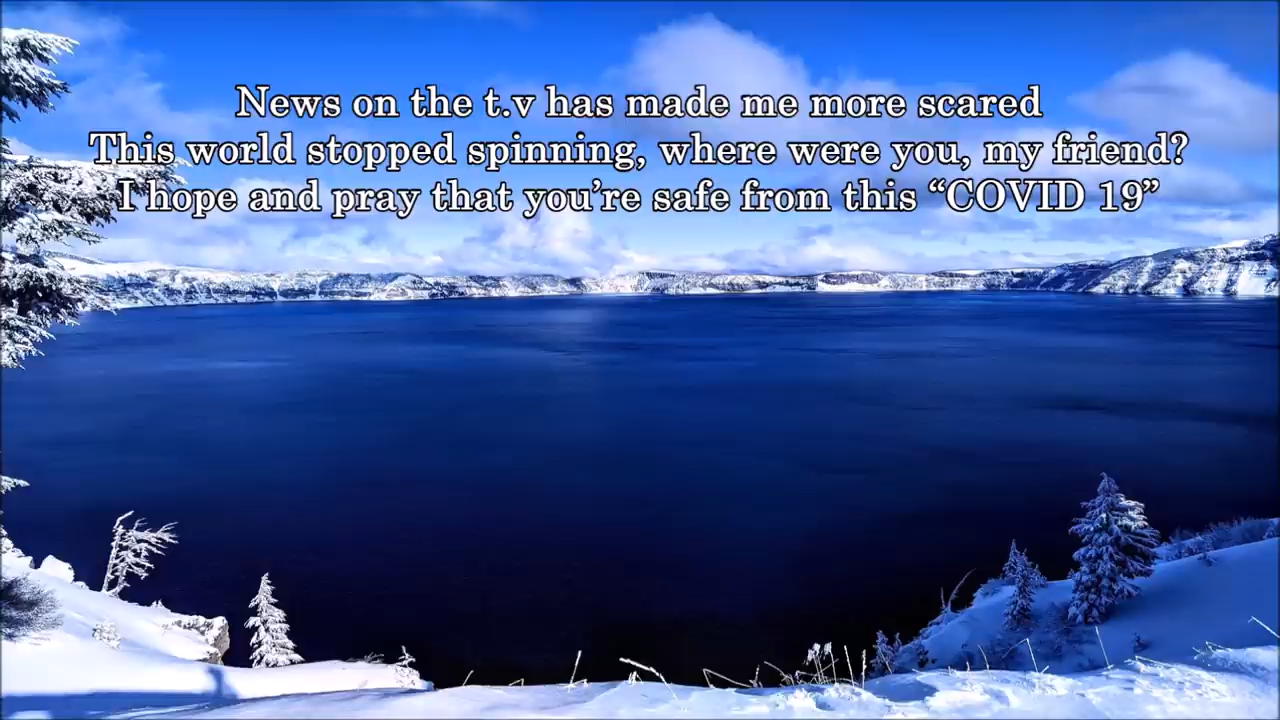 News on the t.v has made me more scared
This world stopped spinning, where were you, my friend?
I hope and pray that you’re safe from this “COVID 19”